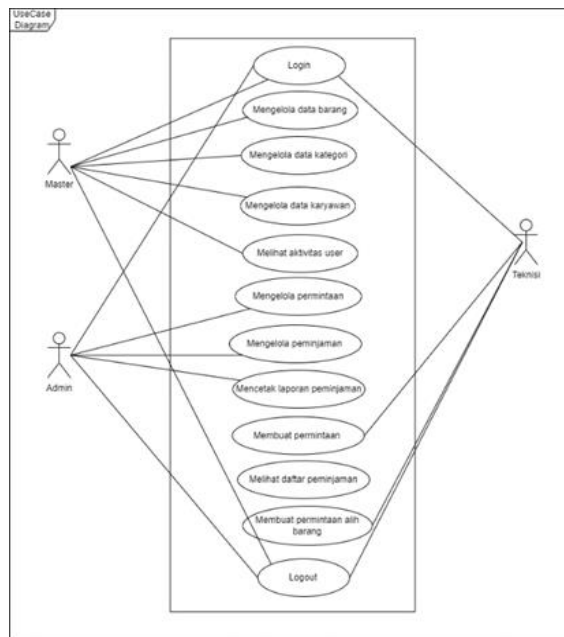 UseCase
Diagram
Login
Mengelola data barang
Master
Mengelola data kategori
Mengelola data karyawan
Melihat aktivitas user
Teknisi
Mengelola permintaan
Mengelola peminjaman
Admin
Mencetak laporan peminjaman
Membuat permintaan
Melihat daftar peminjaman
Membuat permintaan alih
barang
Logout